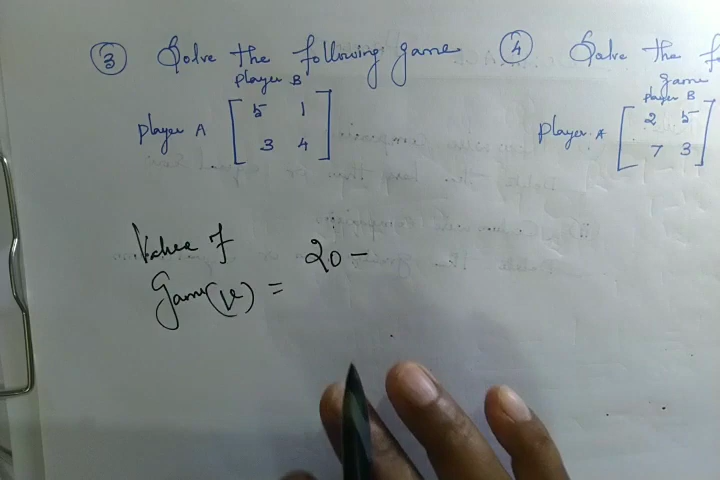 ③ Solve the following game
player B
player A [ 5 1
3 4 ]
④ Solve the
game
player B
player A [ 2 5
7 3 ]
Value of
Game(V) = 20 -